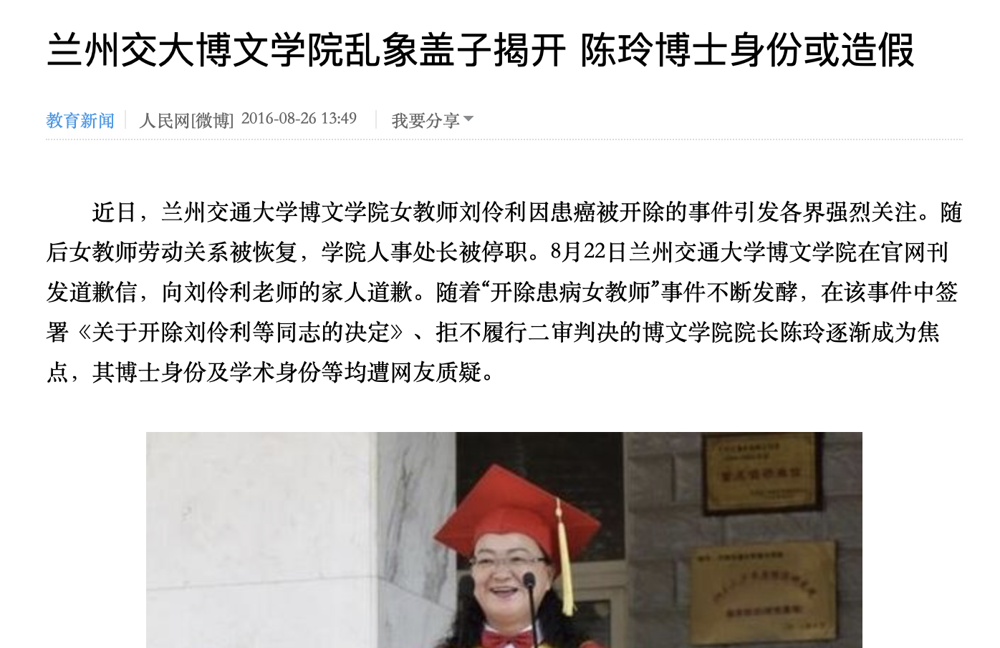 兰州交大博文学院乱象盖子揭开 陈玲博士身份或造假
教育新闻 人民网[微博] 2016-08-26 13:49 我要分享
近日，兰州交通大学博文学院女教师刘伶利因患癌被开除的事件引发各界强烈关注。随
后女教师劳动关系被恢复，学院人事处长被停职。8月22日兰州交通大学博文学院在官网刊
发道歉信，向刘伶利老师的家人道歉。随着“开除患病女教师”事件不断发酵，在该事件中签
署《关于开除刘伶利等同志的决定》、拒不履行二审判决的博文学院院长陈玲逐渐成为焦
点，其博士身份及学术身份等均遭网友质疑。